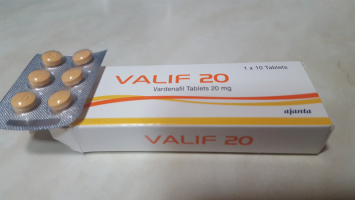 VALIF 20
1 x 10 Tablets
Vardenafil Tablets 20 mg
ajanta
VALIF 20